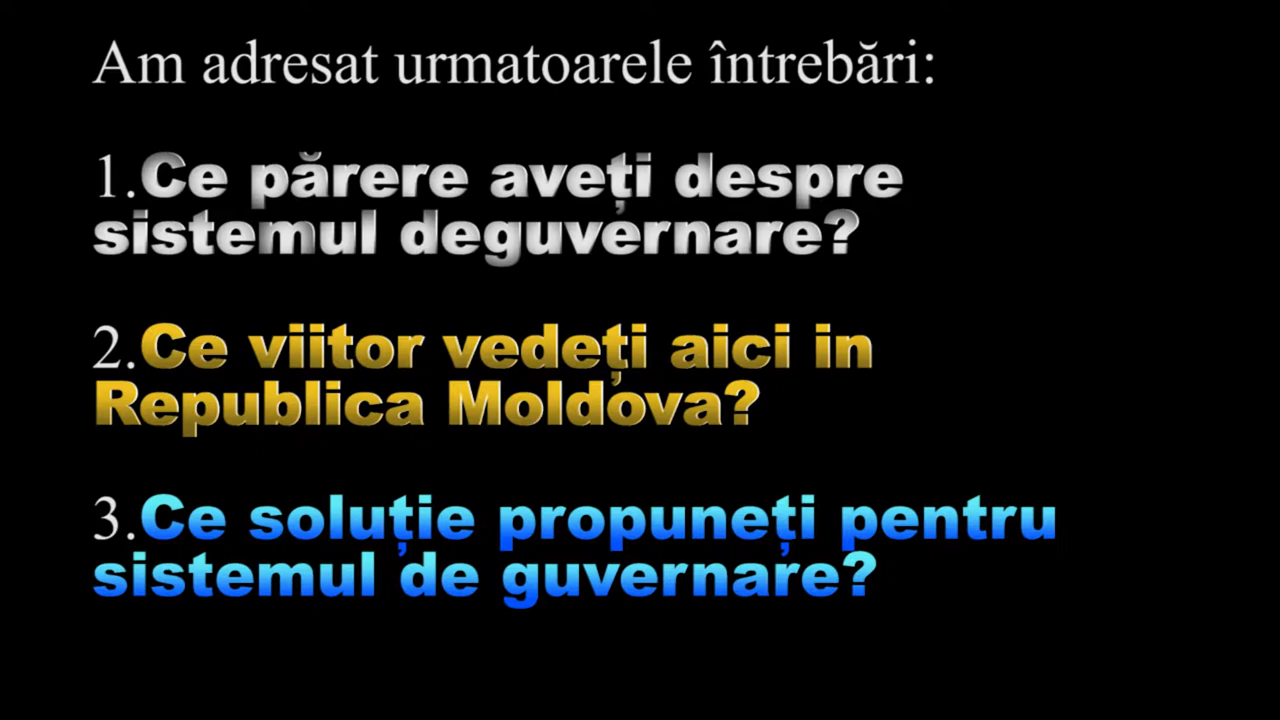 Am adresat urmatoarele întrebări:
1.Ce părere aveți despre
sistemul deguvernare?
2.Ce viitor vedeți aici in
Republica Moldova?
3.Ce soluție propuneți pentru
sistemul de guvernare?